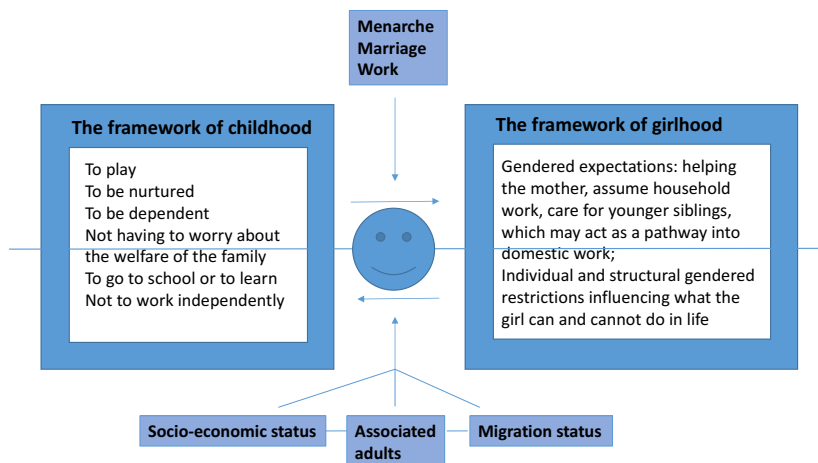 Menarche
Marriage
Work
The framework of childhood
To play
To be nurtured
To be dependent
Not having to worry about
the welfare of the family
To go to school or to learn
Not to work independently
The framework of girlhood
Gendered expectations: helping
the mother, assume household
work, care for younger siblings,
which may act as a pathway into
domestic work;
Individual and structural gendered
restrictions influencing what the
girl can and cannot do in life
Socio-economic status
Associated
adults
Migration status